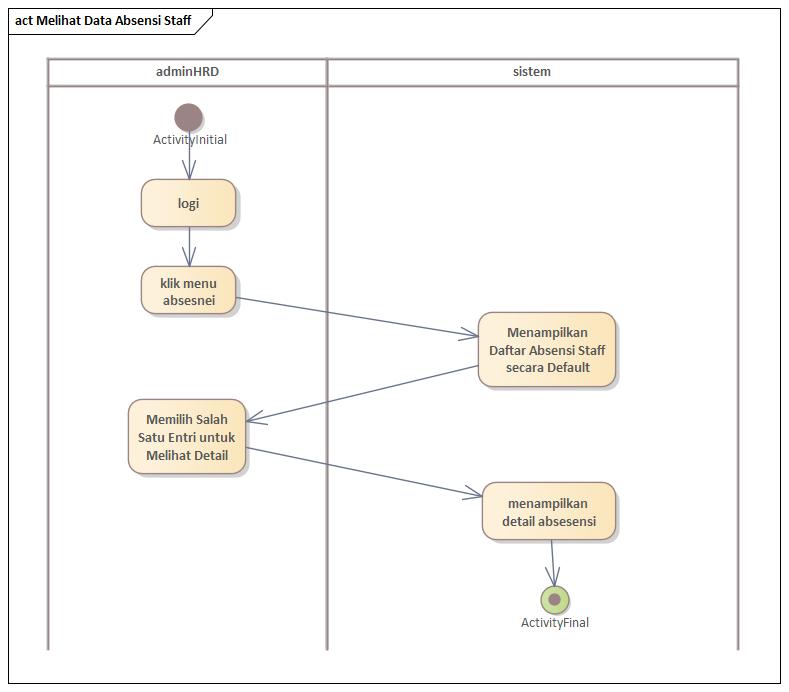 act Melihat Data Absensi Staff
adminHRD
sistem
ActivityInitial
logi
klik menu
absesnei
Menampilkan
Daftar Absensi Staff
secara Default
Memilih Salah
Satu Entri untuk
Melihat Detail
menampilkan
detail absesensi
ActivityFinal